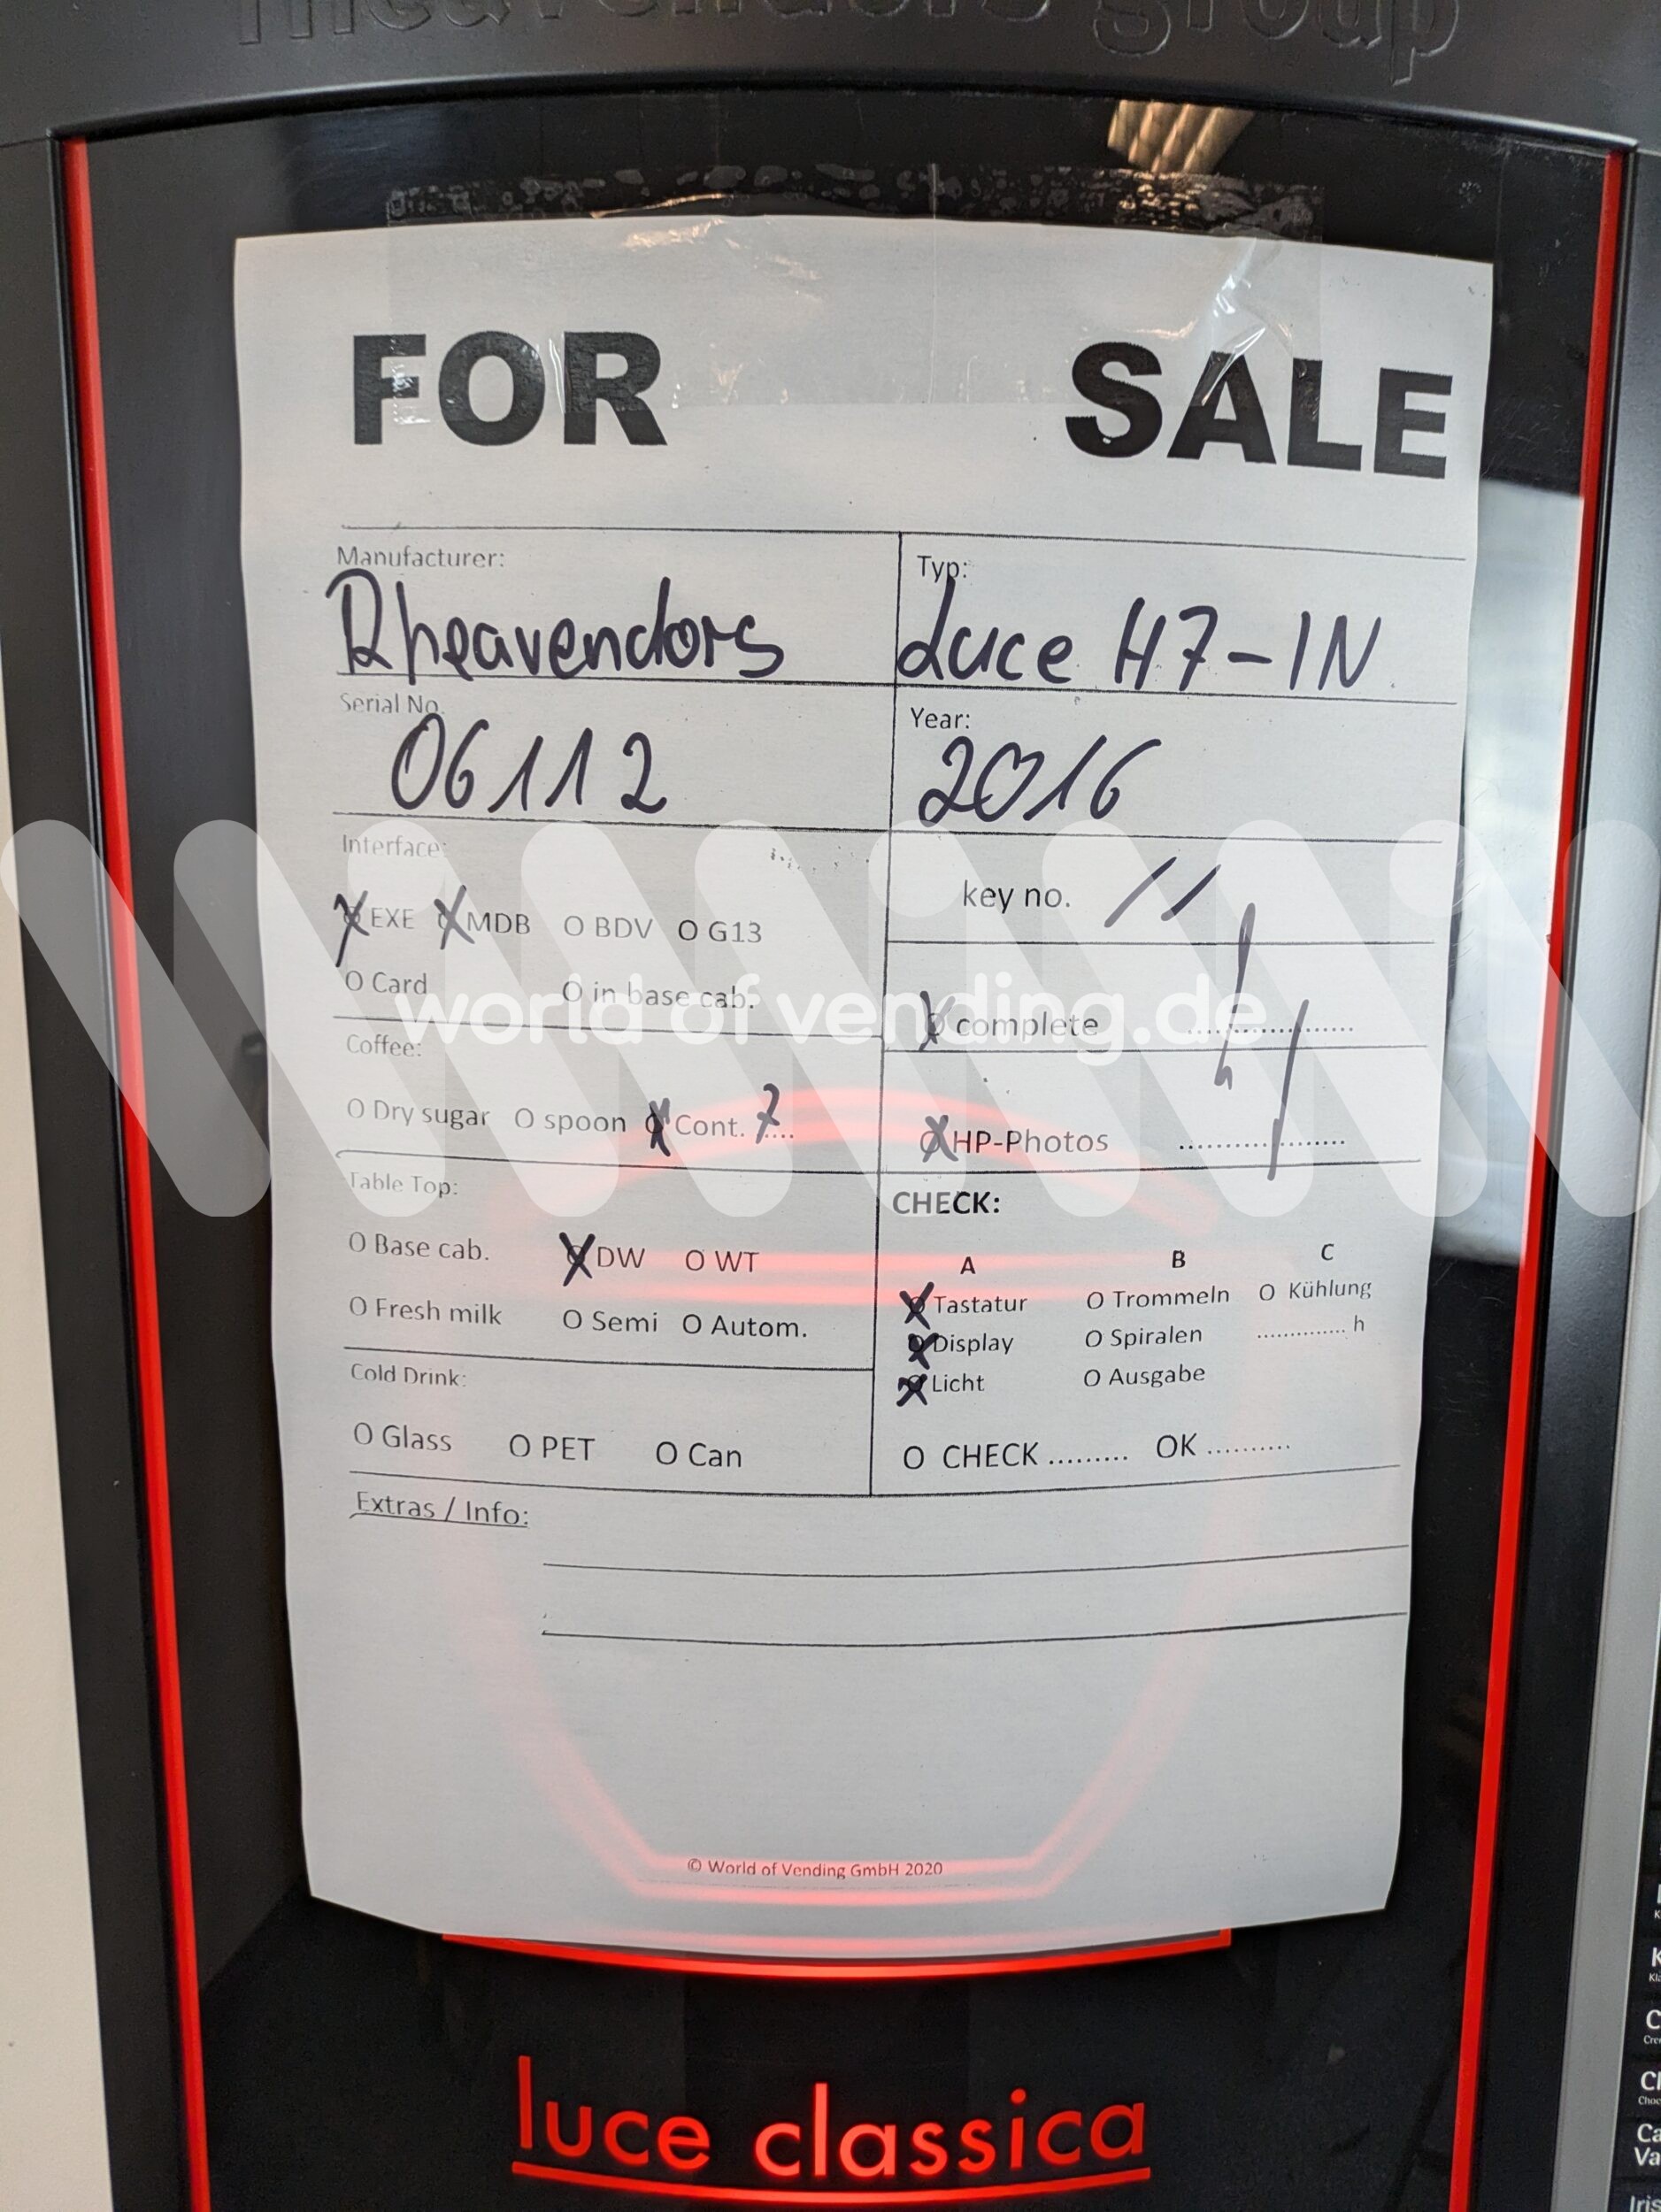 rheavendors group
FOR SALE
Manufacturer: Typ:
Rheavendors Luce H7-IN
Serial No. Year:
06112 2016
Interface: key no. //
X EXE X MDB O BDV O G13
O Card O in base cab.
world of vending.de
X complete ....................
Coffee:
O Dry sugar O spoon X Cont. 7....
X HP-Photos ....................
Table Top: CHECK:
O Base cab. X DW O WT
A B C
O Fresh milk O Semi O Autom.
X Tastatur O Trommeln O Kühlung
X Display O Spiralen .............. h
X Licht O Ausgabe
Cold Drink:
O Glass O PET O Can
O CHECK ......... OK ..........
Extras / Info:
© World of Vending GmbH 2020
luce classica